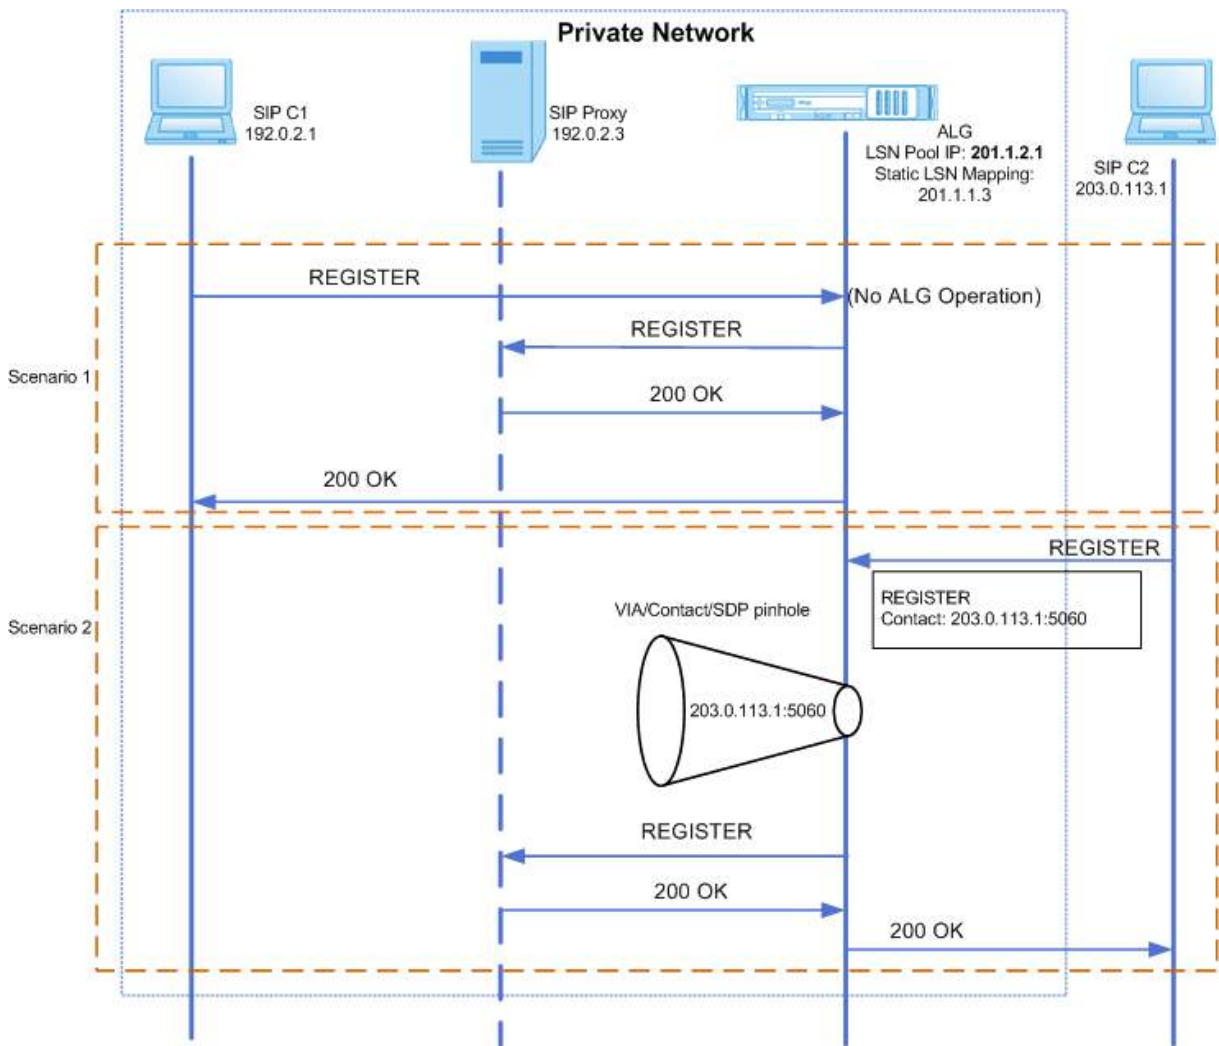 Private Network
SIP C1
192.0.2.1
SIP Proxy
192.0.2.3
ALG
LSN Pool IP: 201.1.2.1
Static LSN Mapping:
201.1.1.3
SIP C2
203.0.113.1
Scenario 1
REGISTER
(No ALG Operation)
REGISTER
200 OK
200 OK
Scenario 2
REGISTER
REGISTER
Contact: 203.0.113.1:5060
VIA/Contact/SDP pinhole
203.0.113.1:5060
REGISTER
200 OK
200 OK